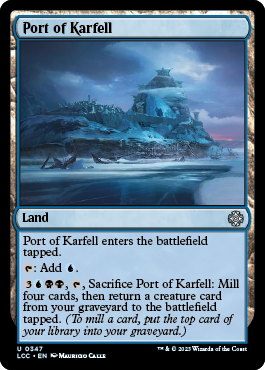 Port of Karfell
Land
Port of Karfell enters the battlefield
tapped.
: Add .
3, , Sacrifice Port of Karfell: Mill
four cards, then return a creature card
from your graveyard to the battlefield
tapped. (To mill a card, put the top card of
your library into your graveyard.)
U 0347
LCC • EN Mauricio Calle
™ & © 2023 Wizards of the Coast